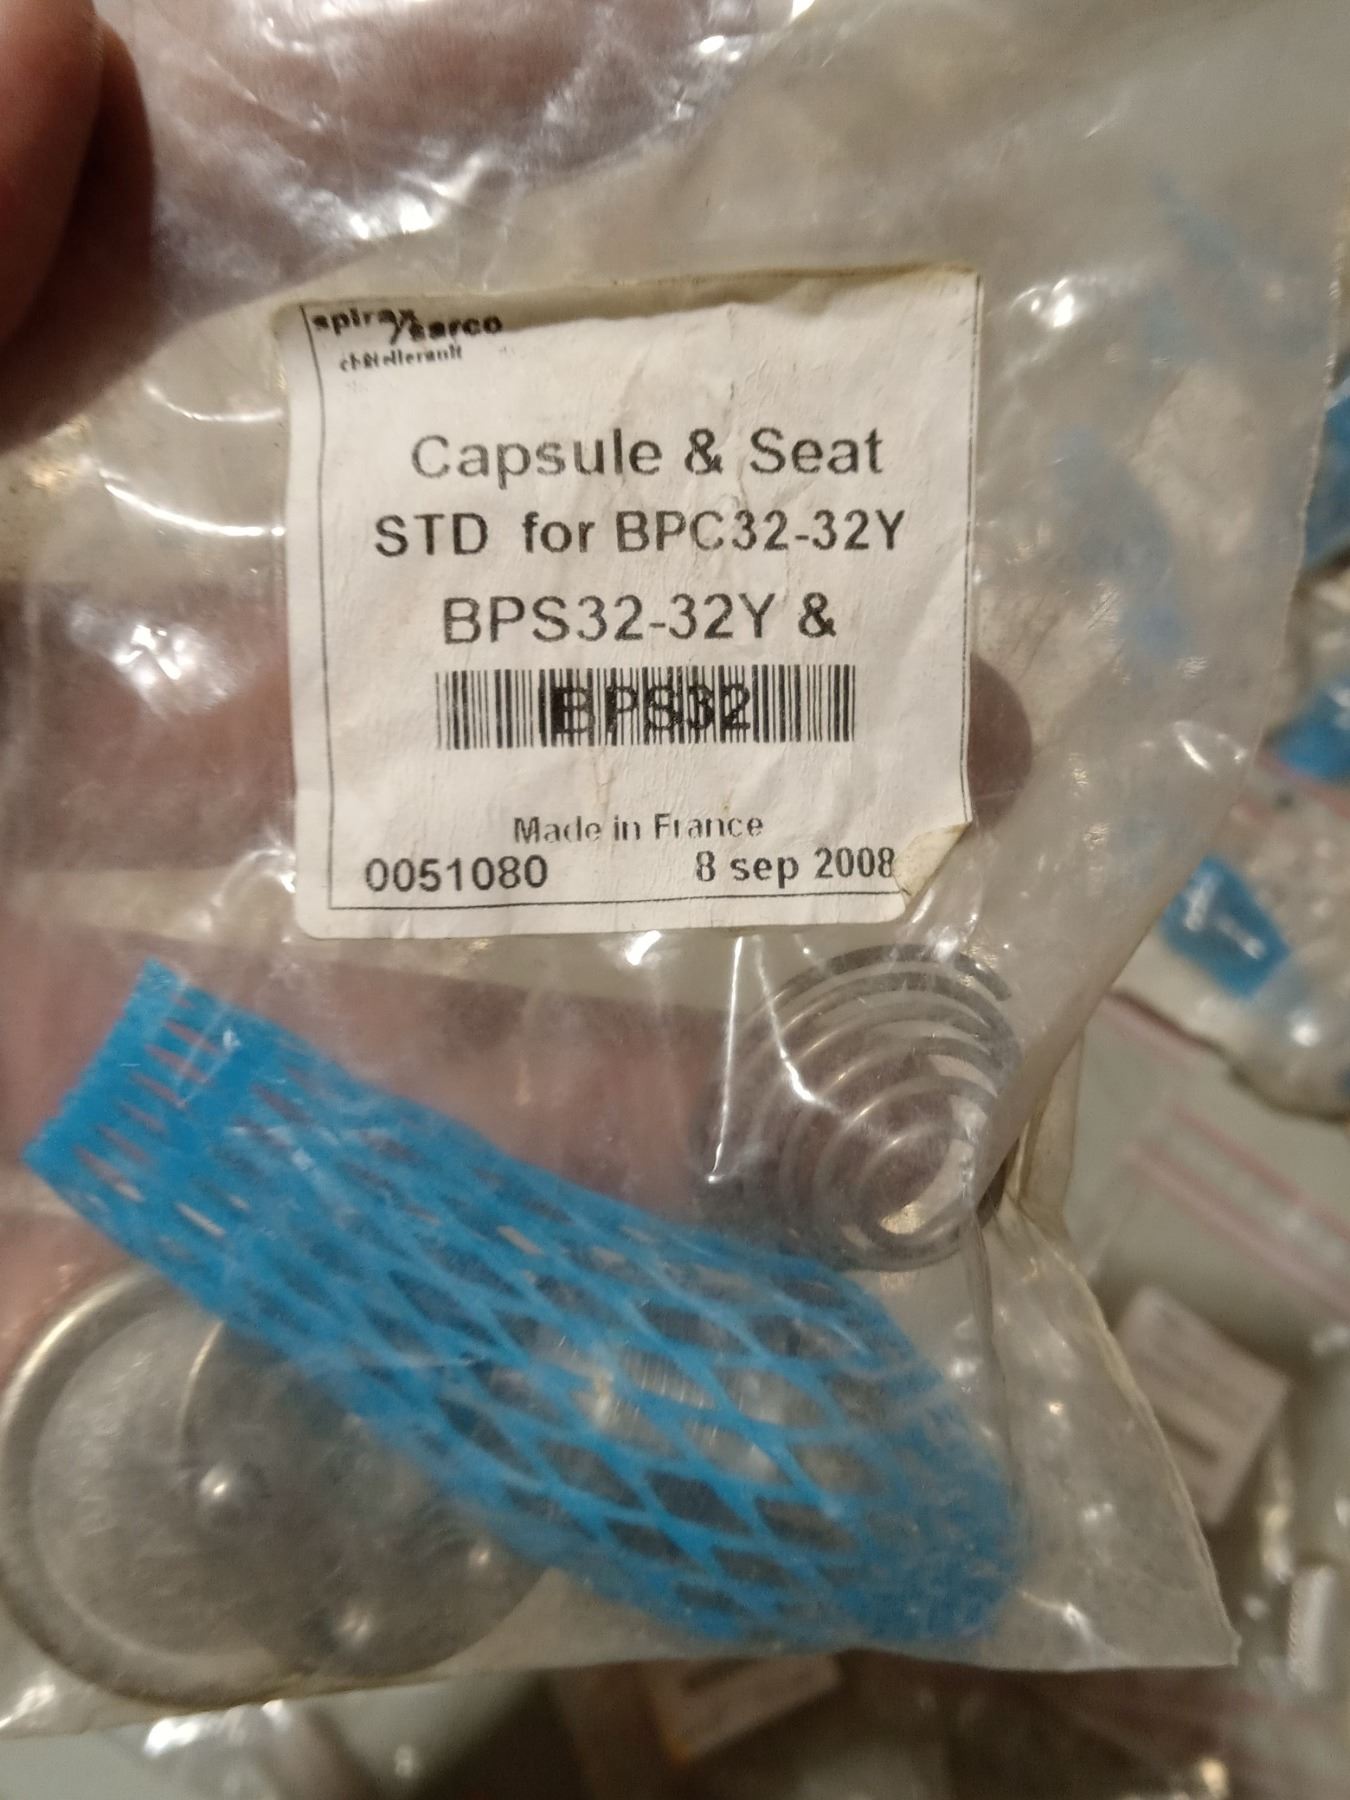 spirax sarco
châtellerault
Capsule & Seat
STD for BPC32-32Y
BPS32-32Y &
BPS32
Made in France
0051080 8 sep 2008